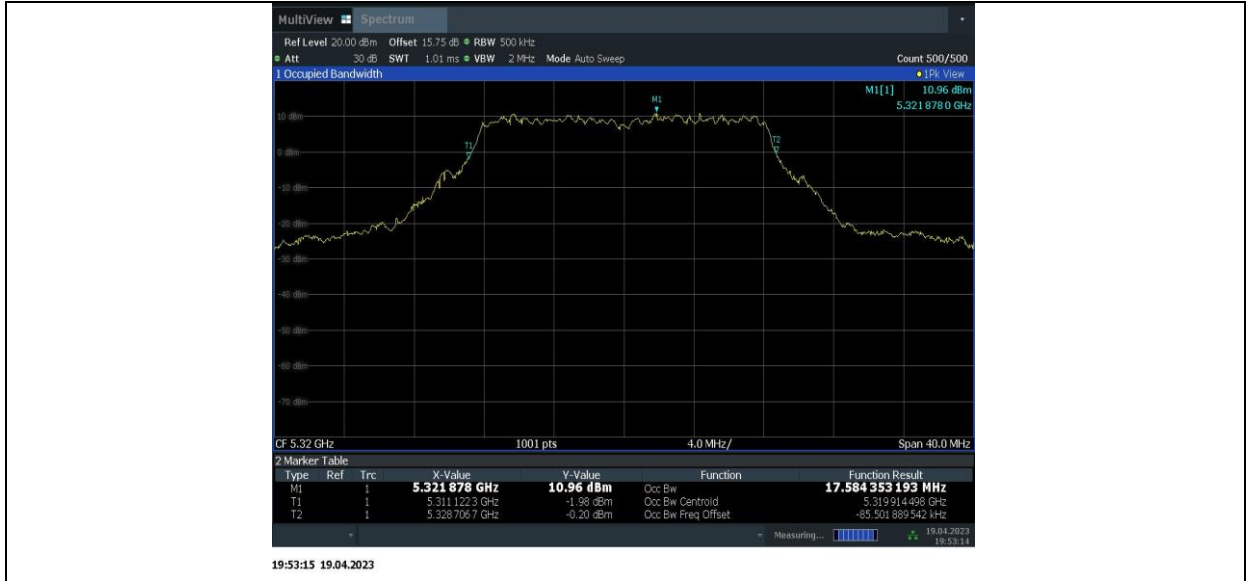 MultiView Spectrum
Ref Level 20.00 dBm Offset 15.75 dB RBW 500 kHz
Att 30 dB SWT 1.01 ms VBW 2 MHz Mode Auto Sweep Count 500/500
1 Occupied Bandwidth 1Pk View
M1[1] 10.96 dBm
5.3218780 GHz
M1
10 dBm
T1
T2
0 dBm
-10 dBm
-20 dBm
-30 dBm
-40 dBm
-50 dBm
-60 dBm
-70 dBm
CF 5.32 GHz 1001 pts 4.0 MHz/ Span 40.0 MHz
2 Marker Table
Type Ref Trc X-Value Y-Value Function Function Result
M1 1 5.321 878 GHz 10.96 dBm Occ Bw 17.584 353 193 MHz
T1 1 5.311 122 3 GHz -1.98 dBm Occ Bw Centroid 5.319 914 498 GHz
T2 1 5.328 706 7 GHz -0.20 dBm Occ Bw Freq Offset -85.501 889 542 kHz
Measuring... 19.04.2023
19:53:14
19:53:15 19.04.2023